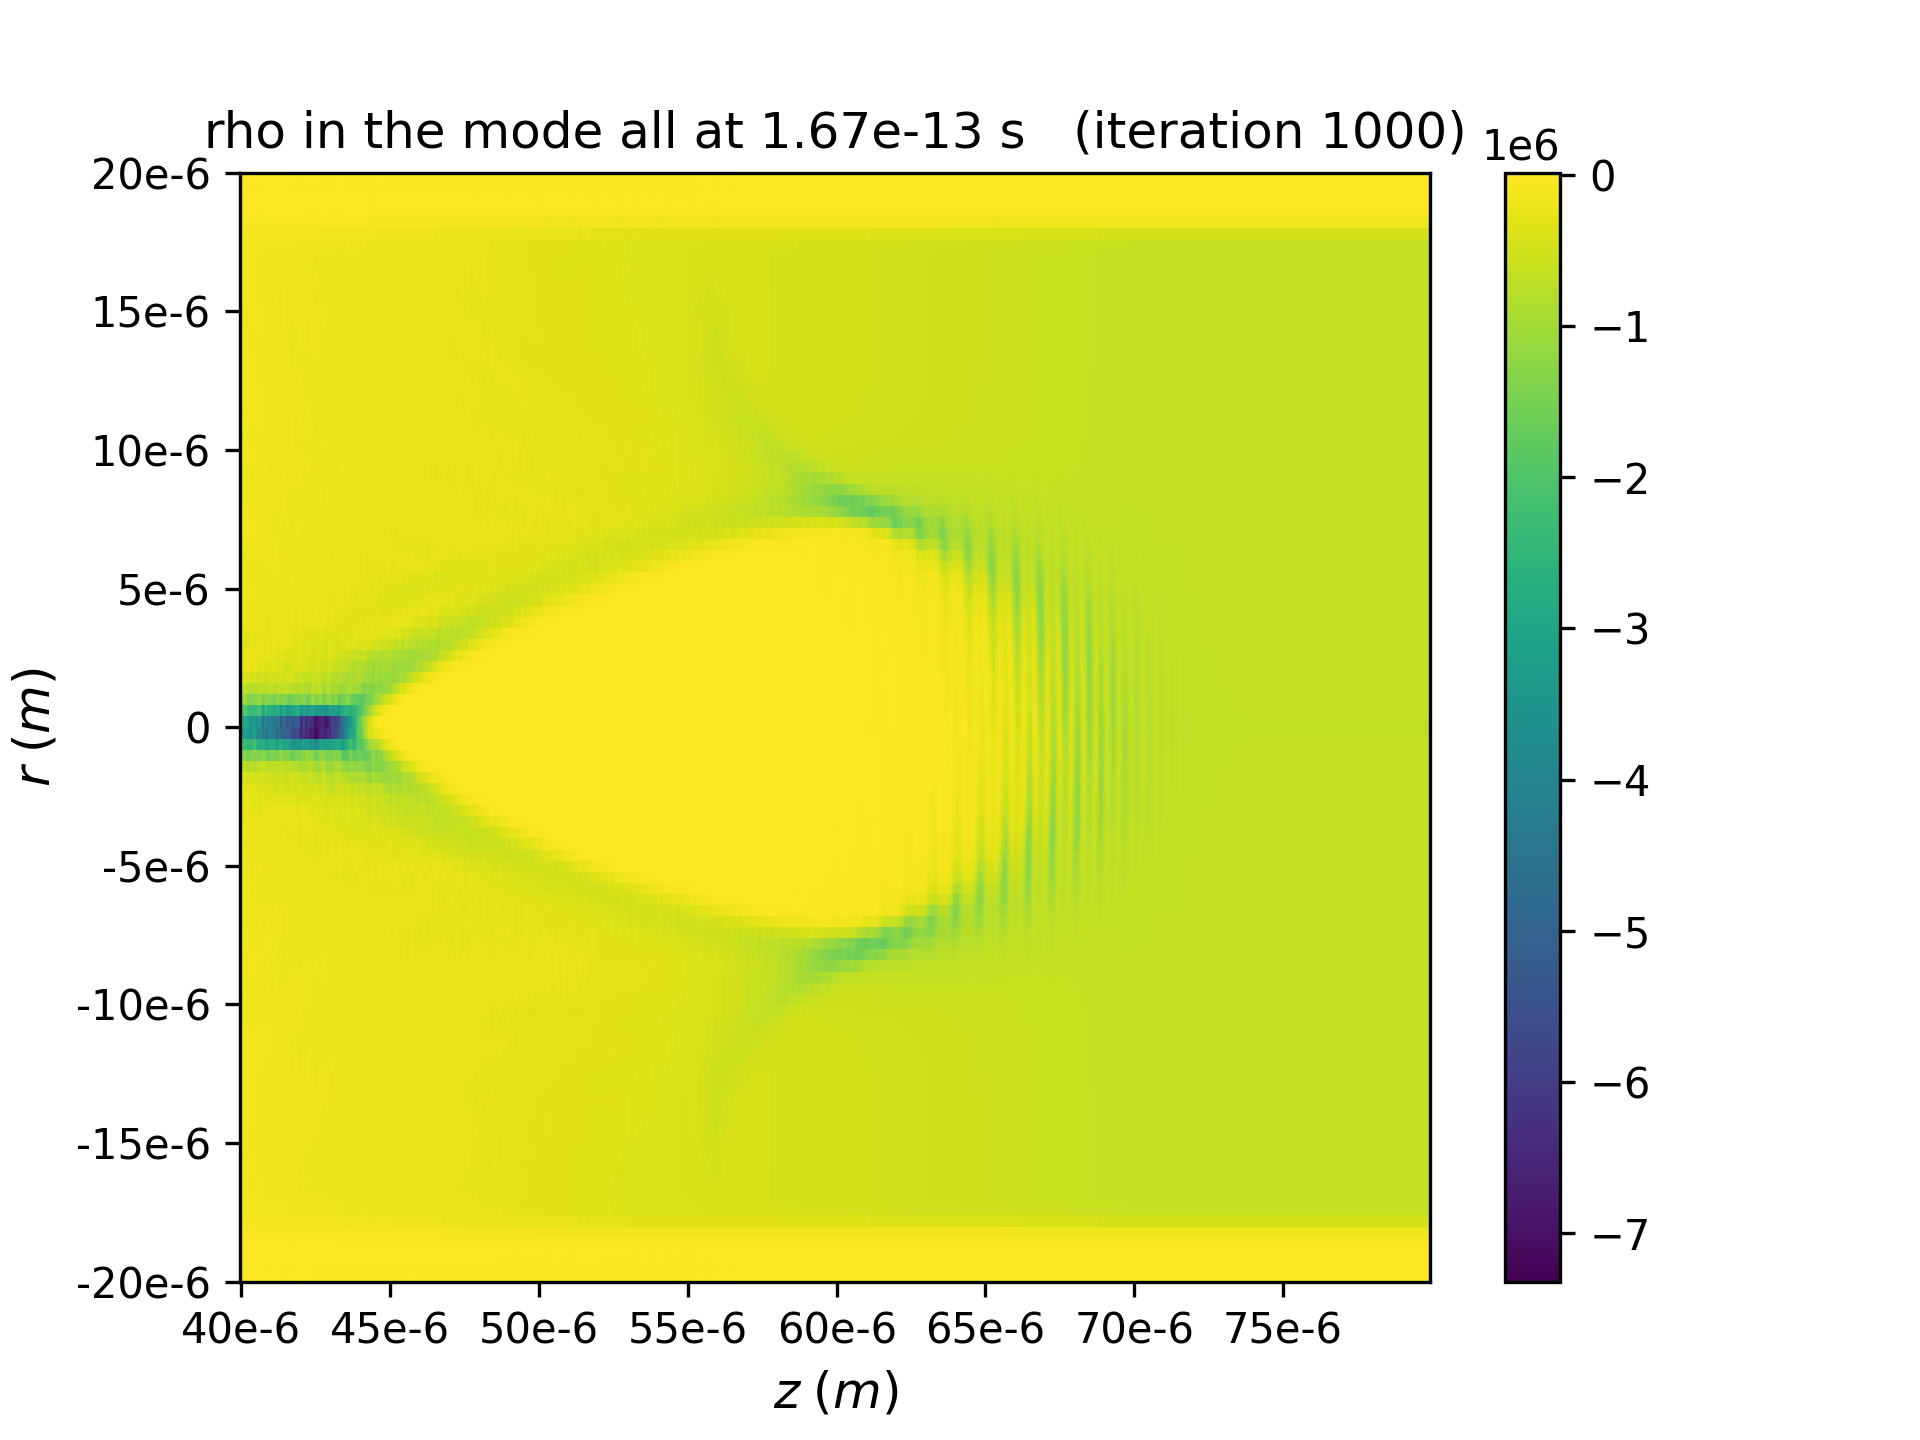 rho in the mode all at 1.67e-13 s   (iteration 1000)
1e6
20e-6
15e-6
10e-6
5e-6
0
-5e-6
-10e-6
-15e-6
-20e-6
r (m)
40e-6 45e-6 50e-6 55e-6 60e-6 65e-6 70e-6 75e-6
z (m)
0
−1
−2
−3
−4
−5
−6
−7